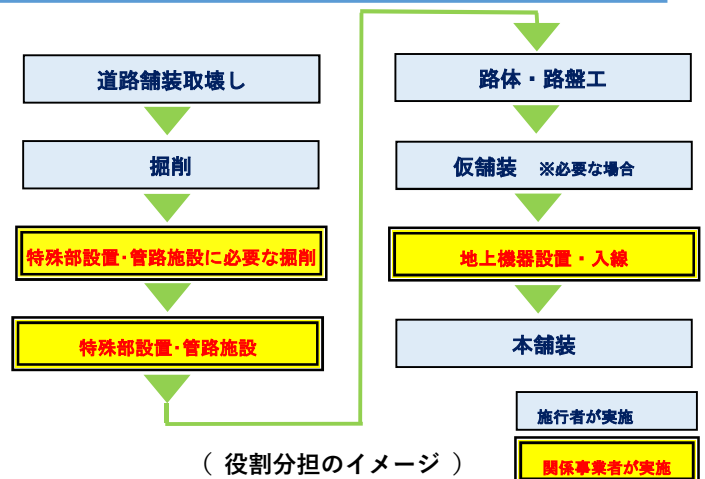 道路舗装取壊し
掘削
特殊部設置･管路施設に必要な掘削
特殊部設置･管路施設
路体・路盤工
仮舗装 ※必要な場合
地上機器設置・入線
本舗装
施行者が実施
関係事業者が実施
（ 役割分担のイメージ ）